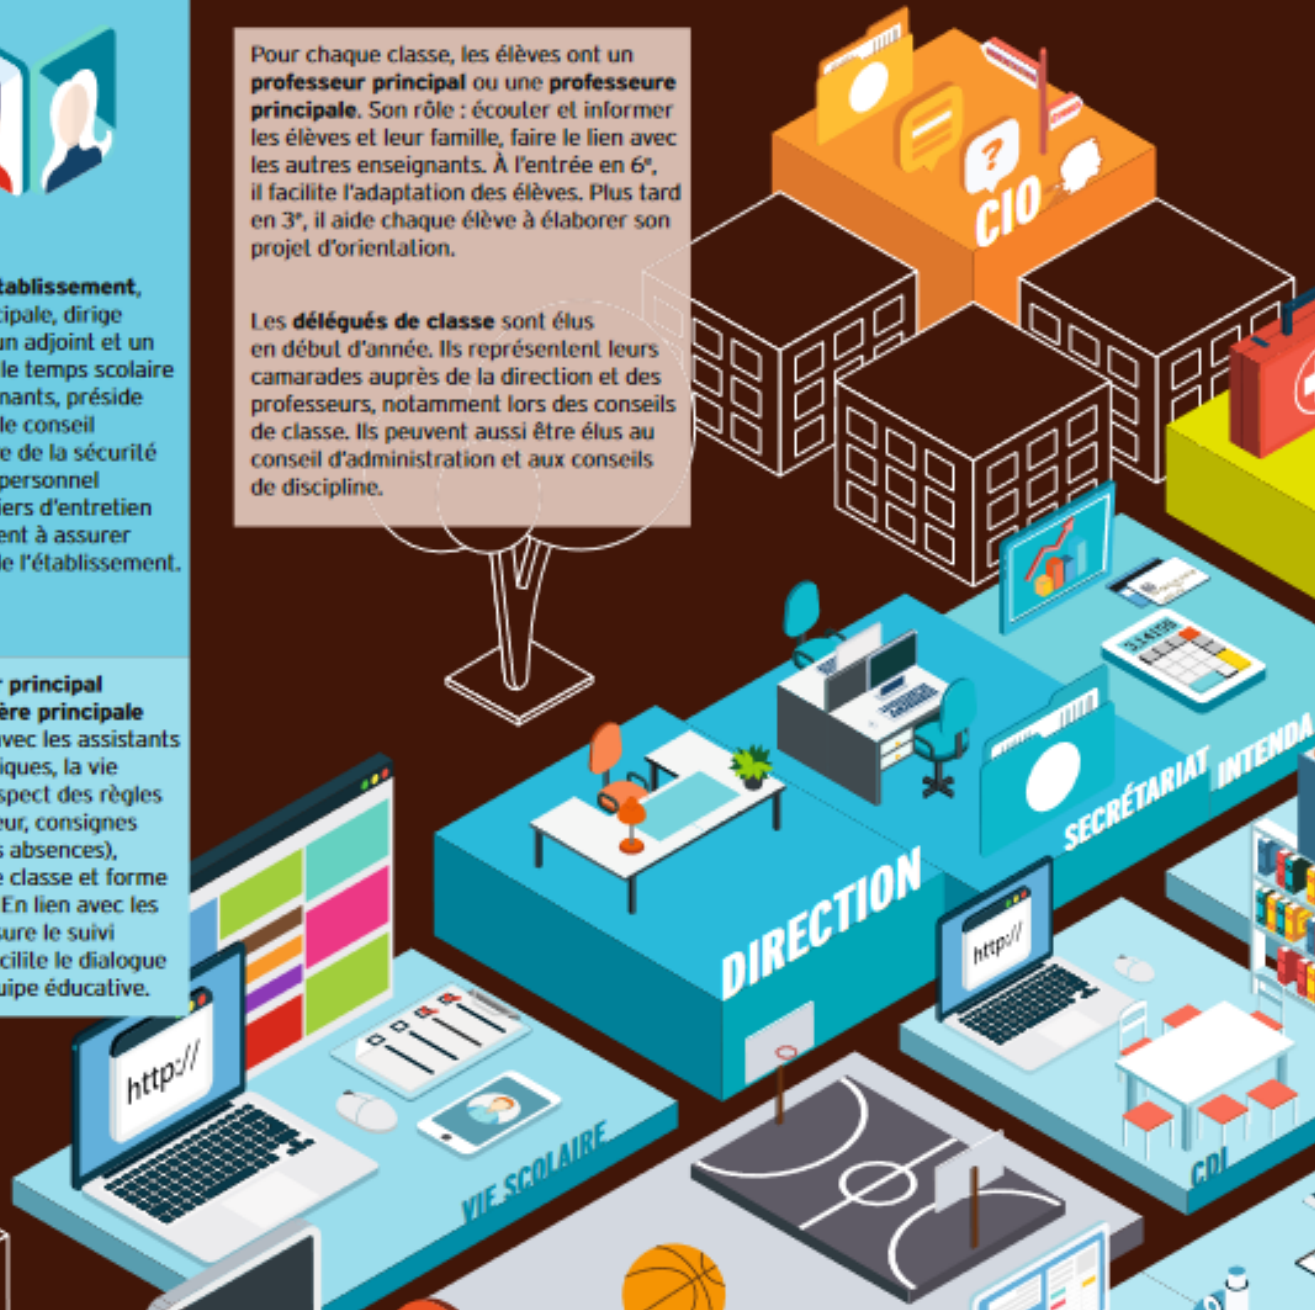 tablissement,
cipale, dirige
un adjoint et un
le temps scolaire
nants, préside
le conseil
e de la sécurité
personnel
iers d'entretien
ent à assurer
de l'établissement.
r principal
ère principale
avec les assistants
iques, la vie
spect des règles
eur, consignes
s absences),
e classe et forme
En lien avec les
sure le suivi
cilite le dialogue
uipe éducative.
Pour chaque classe, les élèves ont un
professeur principal ou une professeure
principale. Son rôle : écouter et informer
les élèves et leur famille, faire le lien avec
les autres enseignants. À l'entrée en 6e,
il facilite l'adaptation des élèves. Plus tard
en 3e, il aide chaque élève à élaborer son
projet d'orientation.
Les délégués de classe sont élus
en début d'année. Ils représentent leurs
camarades auprès de la direction et des
professeurs, notamment lors des conseils
de classe. Ils peuvent aussi être élus au
conseil d'administration et aux conseils
de discipline.
?
CIO
3.14159
INTENDA
SECRÉTARIAT
DIRECTION
http://
http://
VIE SCOLAIRE
CDI